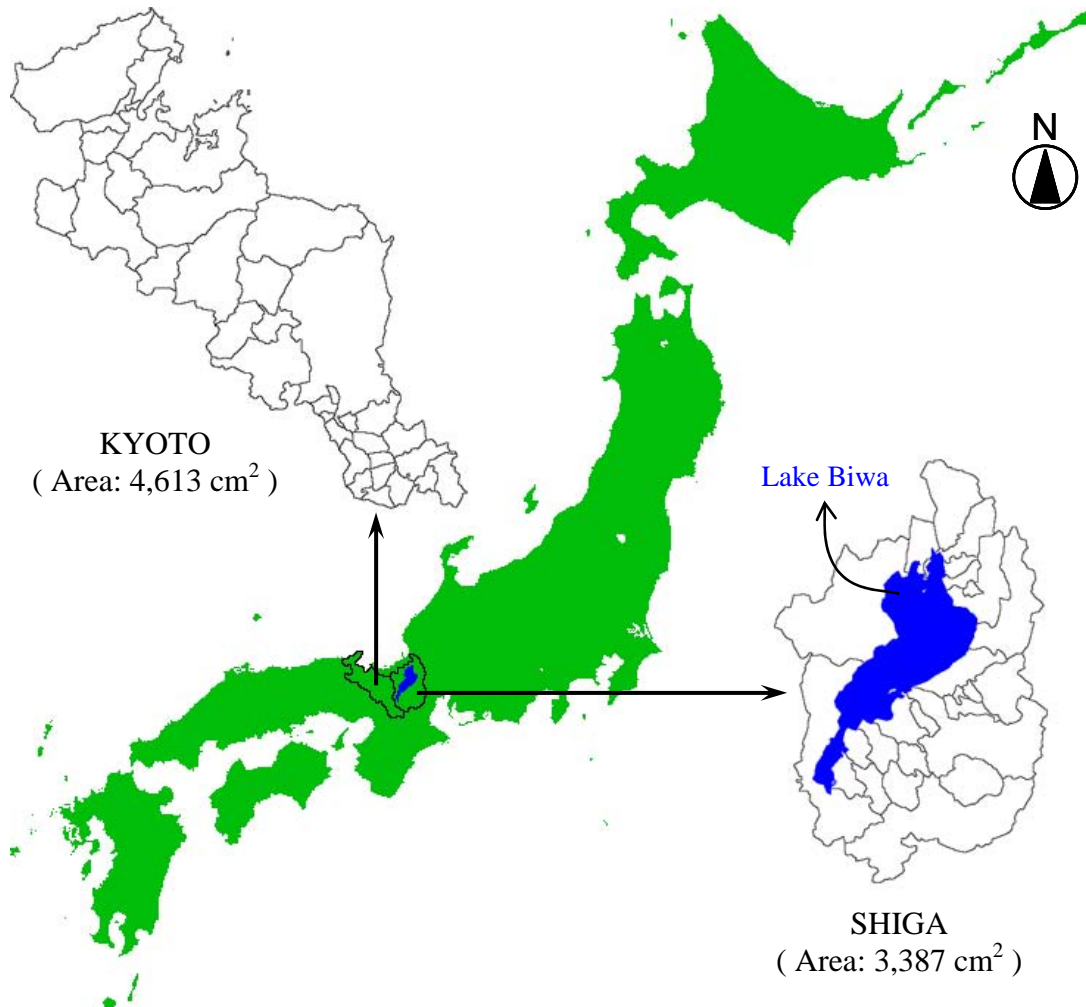 N
KYOTO
( Area: 4,613 cm² )
Lake Biwa
SHIGA
( Area: 3,387 cm² )